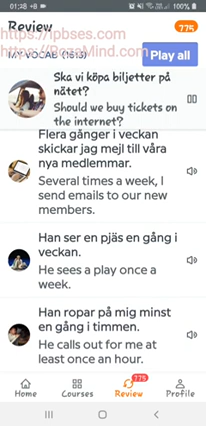 01:38
100%
https://ipbses.com
Review
775
https://RozaMind.com
MY VOCAB (1613)
Play all
Ska vi köpa biljetter på
nätet?
Should we buy tickets on
the internet?
Flera gånger i veckan
skickar jag mejl till våra
nya medlemmar.
Several times a week, I
send emails to our new
members.
Han ser en pjäs en gång i
veckan.
He sees a play once a
week.
Han ropar på mig minst
en gång i timmen.
He calls out for me at
least once an hour.
775
Home
Courses
Review
Profile